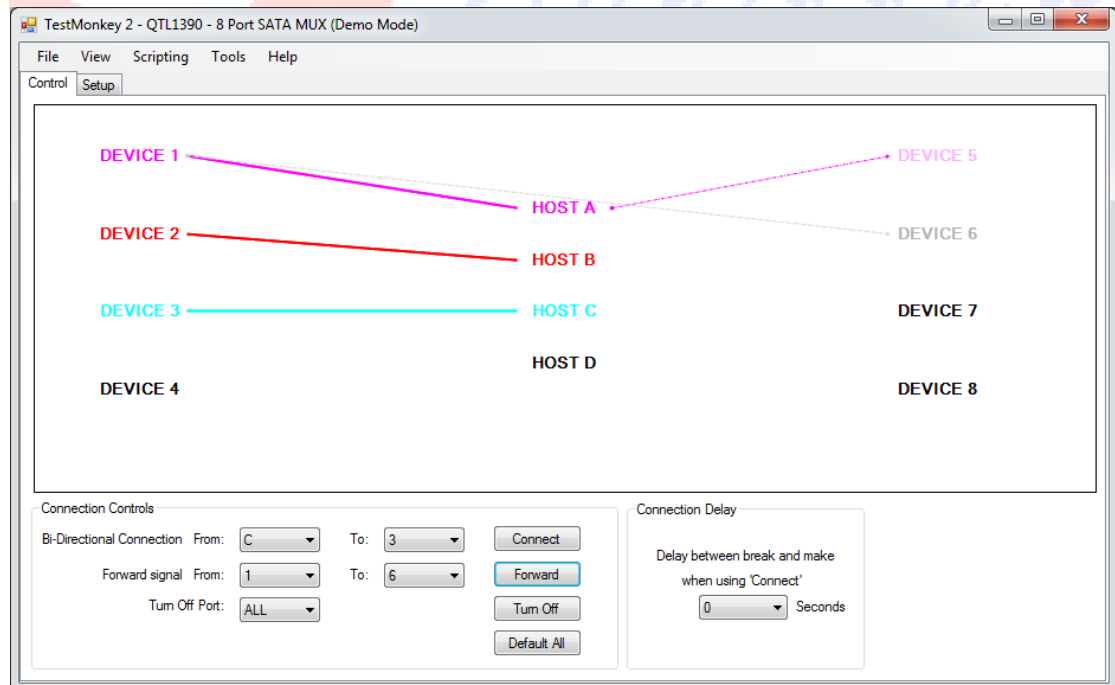 TestMonkey 2 - QTL1390 - 8 Port SATA MUX (Demo Mode)
File View Scripting Tools Help
Control Setup
DEVICE 1
DEVICE 5
HOST A
DEVICE 2
DEVICE 6
HOST B
DEVICE 3
HOST C
DEVICE 7
HOST D
DEVICE 4
DEVICE 8
Connection Controls
Bi-Directional Connection From: C To: 3 Connect
Forward signal From: 1 To: 6 Forward
Turn Off Port: ALL Turn Off
Default All
Connection Delay
Delay between break and make
when using 'Connect'
0 Seconds